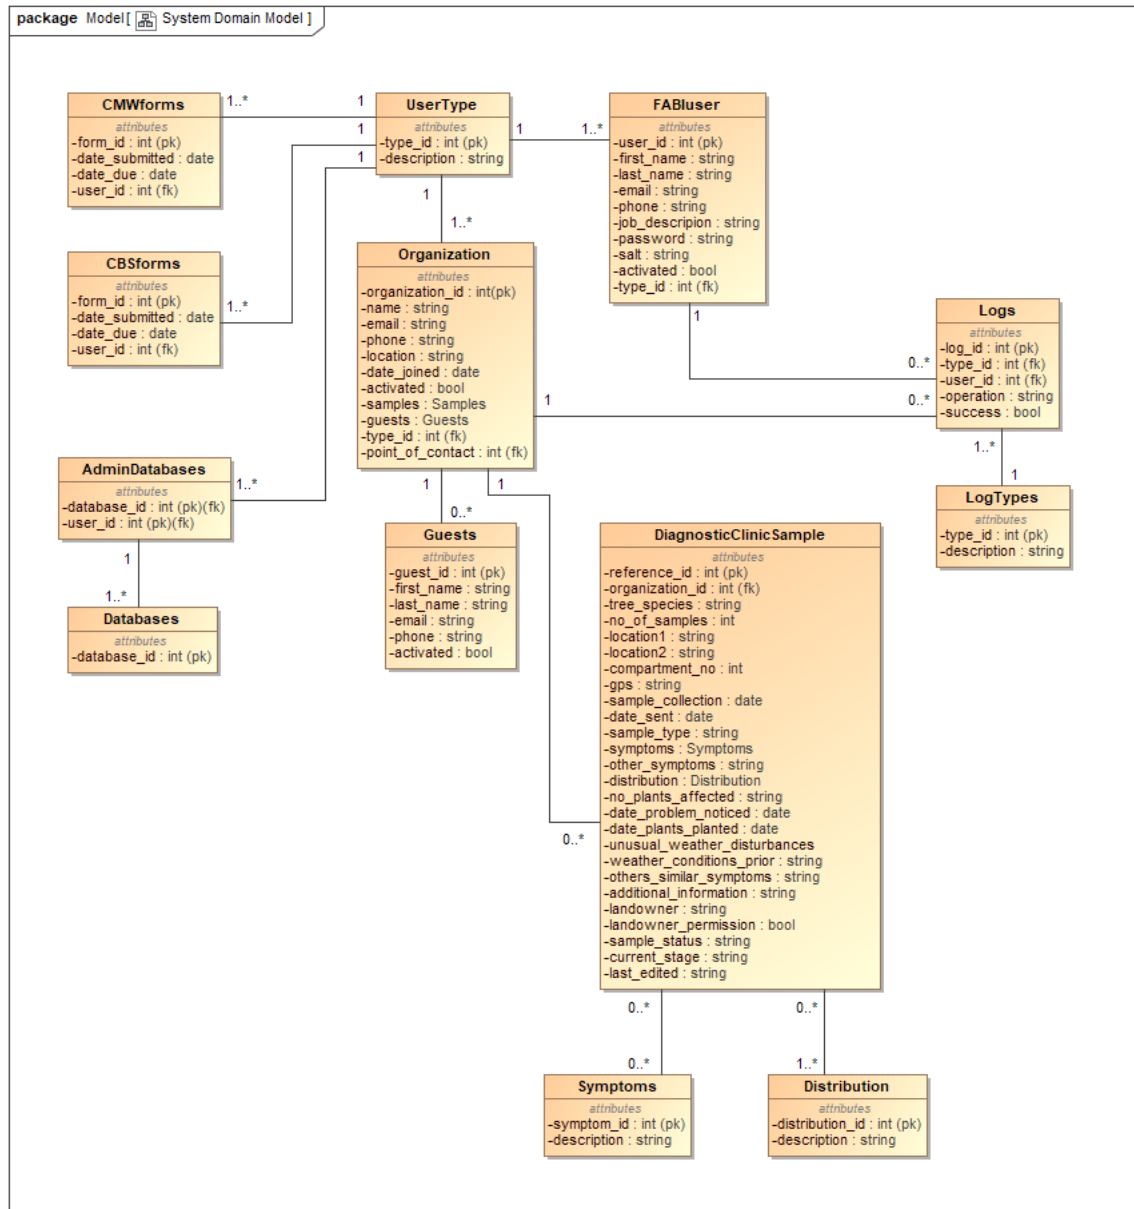 package Model[ System Domain Model ]
CMWforms
attributes
-form_id : int (pk)
-date_submitted : date
-date_due : date
-user_id : int (fk)
1..*
1
UserType
attributes
-type_id : int (pk)
-description : string
1
1
1
1..*
FABIuser
attributes
-user_id : int (pk)
-first_name : string
-last_name : string
-email : string
-phone : string
-job_descripion : string
-password : string
-salt : string
-activated : bool
-type_id : int (fk)
1
1..*
CBSforms
attributes
-form_id : int (pk)
-date_submitted : date
-date_due : date
-user_id : int (fk)
1..*
Organization
attributes
-organization_id : int(pk)
-name : string
-email : string
-phone : string
-location : string
-date_joined : date
-activated : bool
-samples : Samples
-guests : Guests
-type_id : int (fk)
-point_of_contact : int (fk)
1
0..*
1
0..*
Logs
attributes
-log_id : int (pk)
-type_id : int (fk)
-user_id : int (fk)
-operation : string
-success : bool
1..*
1
LogTypes
attributes
-type_id : int (pk)
-description : string
AdminDatabases
attributes
-database_id : int (pk)(fk)
-user_id : int (pk)(fk)
1..*
1
1..*
Databases
attributes
-database_id : int (pk)
1
0..*
1
Guests
attributes
-guest_id : int (pk)
-first_name : string
-last_name : string
-email : string
-phone : string
-activated : bool
0..*
DiagnosticClinicSample
attributes
-reference_id : int (pk)
-organization_id : int (fk)
-tree_species : string
-no_of_samples : int
-location1 : string
-location2 : string
-compartment_no : int
-gps : string
-sample_collection : date
-date_sent : date
-sample_type : string
-symptoms : Symptoms
-other_symptoms : string
-distribution : Distribution
-no_plants_affected : string
-date_problem_noticed : date
-date_plants_planted : date
-unusual_weather_disturbances
-weather_conditions_prior : string
-others_similar_symptoms : string
-additional_information : string
-landowner : string
-landowner_permission : bool
-sample_status : string
-current_stage : string
-last_edited : string
0..*
0..*
0..*
1..*
Symptoms
attributes
-symptom_id : int (pk)
-description : string
Distribution
attributes
-distribution_id : int (pk)
-description : string